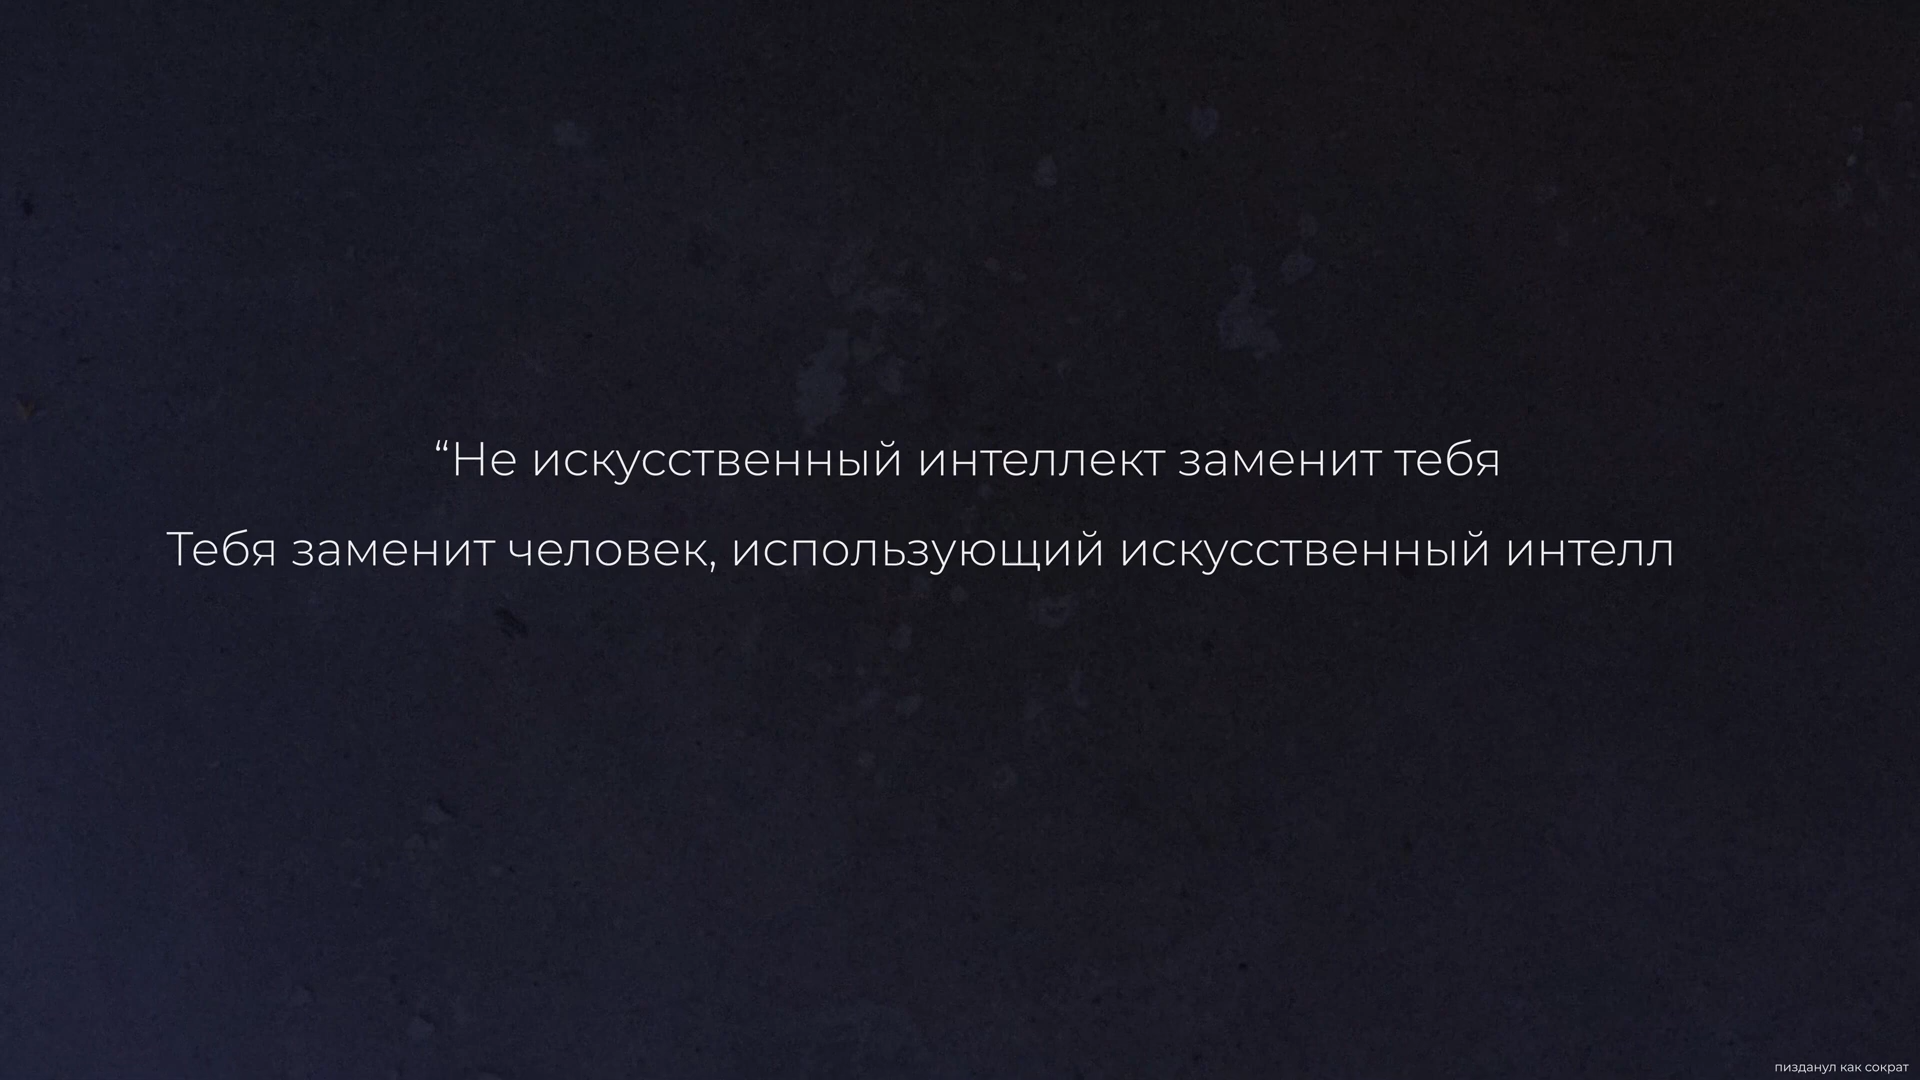 “Не искусственный интеллект заменит тебя
Тебя заменит человек, использующий искусственный интелл
пизданул как сократ